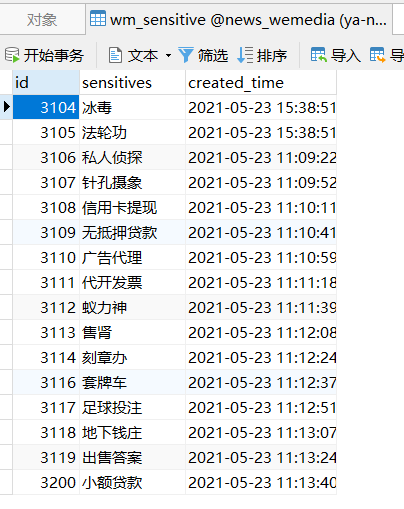 对象 wm_sensitive @news_wemedia (ya-n...
开始事务 文本 筛选 排序 导入 导
id sensitives created_time
3104 冰毒 2021-05-23 15:38:51
3105 法轮功 2021-05-23 15:38:51
3106 私人侦探 2021-05-23 11:09:22
3107 针孔摄象 2021-05-23 11:09:52
3108 信用卡提现 2021-05-23 11:10:11
3109 无抵押贷款 2021-05-23 11:10:41
3110 广告代理 2021-05-23 11:10:59
3111 代开发票 2021-05-23 11:11:18
3112 蚁力神 2021-05-23 11:11:39
3113 售肾 2021-05-23 11:12:08
3114 刻章办 2021-05-23 11:12:24
3116 套牌车 2021-05-23 11:12:37
3117 足球投注 2021-05-23 11:12:51
3118 地下钱庄 2021-05-23 11:13:07
3119 出售答案 2021-05-23 11:13:24
3200 小额贷款 2021-05-23 11:13:40